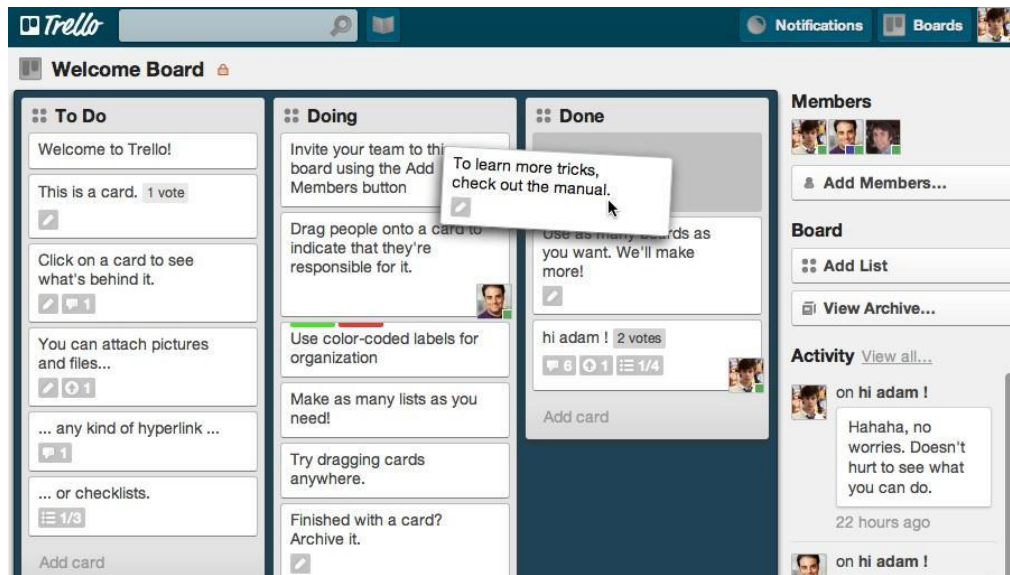 Trello
Notifications
Boards
Welcome Board
To Do
Welcome to Trello!
This is a card. 1 vote
Click on a card to see
what's behind it.
1
You can attach pictures
and files...
1
... any kind of hyperlink ...
1
... or checklists.
1/3
Add card
Doing
Invite your team to this
board using the Add
Members button
Drag people onto a card to
indicate that they're
responsible for it.
Use color-coded labels for
organization
Make as many lists as you
need!
Try dragging cards
anywhere.
Finished with a card?
Archive it.
To learn more tricks,
check out the manual.
Done
Use as many boards as
you want. We'll make
more!
hi adam ! 2 votes
6 1 1/4
Add card
Members
Add Members...
Board
Add List
View Archive...
Activity View all...
on hi adam !
Hahaha, no
worries. Doesn't
hurt to see what
you can do.
22 hours ago
on hi adam !